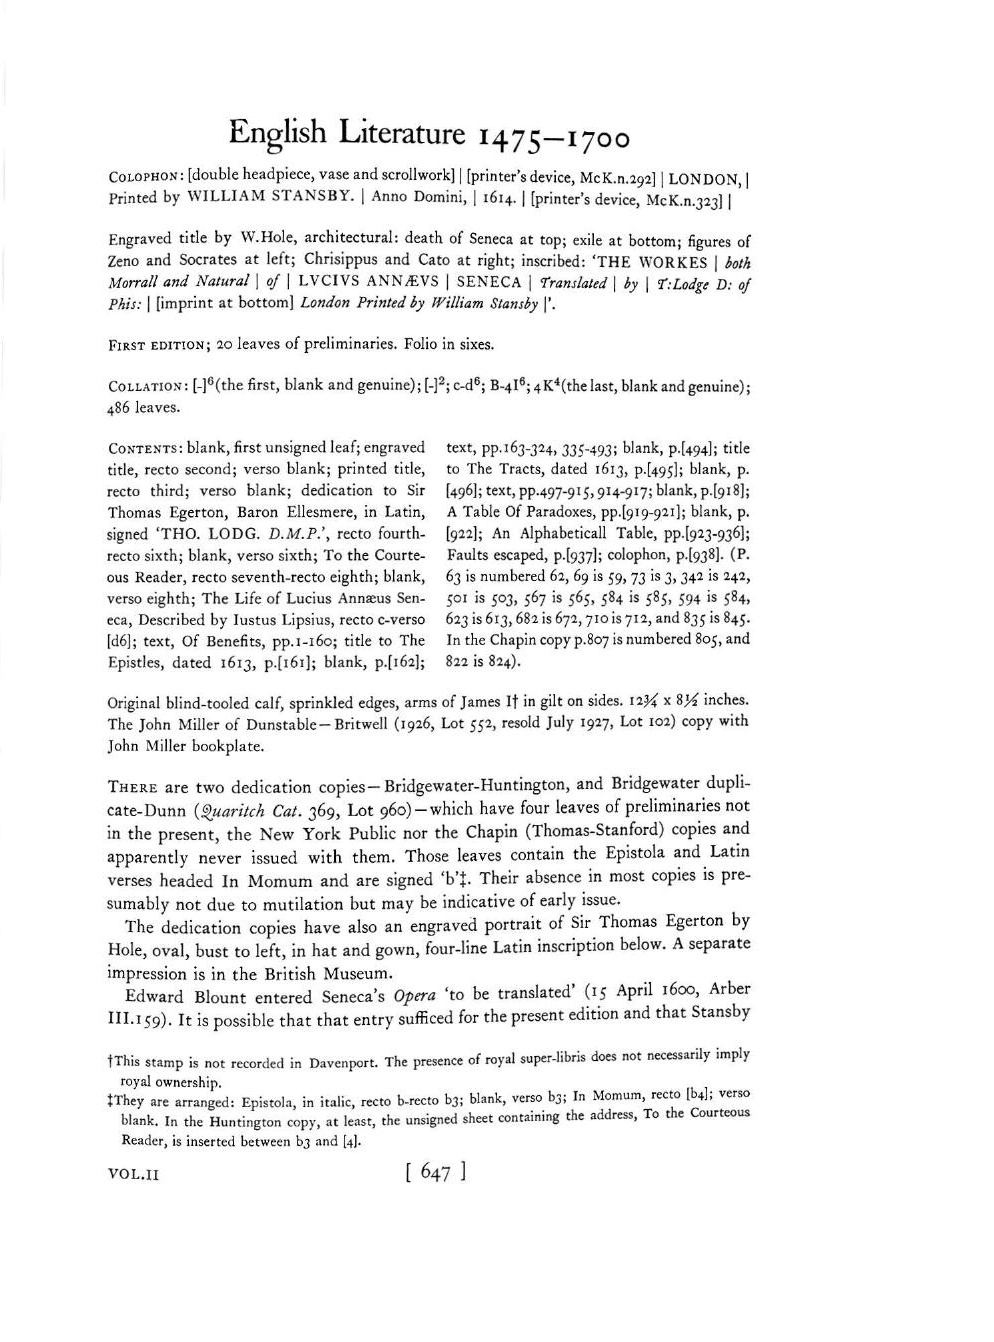 English Literature 1475—1700
COLOPHON: [double headpiece, vase and scrollwork] | [printer's device, McK.n.292] | LONDON, |
Printed by WILLIAM STANSBY. | Anno Domini, | 1614. | [printer's device, McK.n.323] |
Engraved title by W.Hole, architectural: death of Seneca at top; exile at bottom; figures of
Zeno and Socrates at left; Chrisippus and Cato at right; inscribed: 'THE WORKES | both
Morrall and Natural | of | LVCIVS ANNÆVS | SENECA | Translated | by | T:Lodge D: of
Phis: | [imprint at bottom] London Printed by William Stansby |'.
FIRST EDITION; 20 leaves of preliminaries. Folio in sixes.
COLLATION: [-]⁶(the first, blank and genuine); [-]²; c-d⁶; B-4I⁶; 4K⁴(the last, blank and genuine);
486 leaves.
CONTENTS: blank, first unsigned leaf; engraved
title, recto second; verso blank; printed title,
recto third; verso blank; dedication to Sir
Thomas Egerton, Baron Ellesmere, in Latin,
signed 'THO. LODG. D.M.P.', recto fourth-
recto sixth; blank, verso sixth; To the Courte-
ous Reader, recto seventh-recto eighth; blank,
verso eighth; The Life of Lucius Annæus Sen-
eca, Described by Iustus Lipsius, recto c-verso
[d6]; text, Of Benefits, pp.1-160; title to The
Epistles, dated 1613, p.[161]; blank, p.[162];
text, pp.163-324, 335-493; blank, p.[494]; title
to The Tracts, dated 1613, p.[495]; blank, p.
[496]; text, pp.497-915, 914-917; blank, p.[918];
A Table Of Paradoxes, pp.[919-921]; blank, p.
[922]; An Alphabeticall Table, pp.[923-936];
Faults escaped, p.[937]; colophon, p.[938]. (P.
63 is numbered 62, 69 is 59, 73 is 3, 342 is 242,
501 is 503, 567 is 565, 584 is 585, 594 is 584,
623 is 613, 682 is 672, 710 is 712, and 835 is 845.
In the Chapin copy p.807 is numbered 805, and
822 is 824).
Original blind-tooled calf, sprinkled edges, arms of James I† in gilt on sides. 12¾ x 8½ inches.
The John Miller of Dunstable—Britwell (1926, Lot 552, resold July 1927, Lot 102) copy with
John Miller bookplate.
THERE are two dedication copies—Bridgewater-Huntington, and Bridgewater dupli-
cate-Dunn (Quaritch Cat. 369, Lot 960)—which have four leaves of preliminaries not
in the present, the New York Public nor the Chapin (Thomas-Stanford) copies and
apparently never issued with them. Those leaves contain the Epistola and Latin
verses headed In Momum and are signed 'b'‡. Their absence in most copies is pre-
sumably not due to mutilation but may be indicative of early issue.
The dedication copies have also an engraved portrait of Sir Thomas Egerton by
Hole, oval, bust to left, in hat and gown, four-line Latin inscription below. A separate
impression is in the British Museum.
Edward Blount entered Seneca's Opera 'to be translated' (15 April 1600, Arber
III.159). It is possible that that entry sufficed for the present edition and that Stansby
†This stamp is not recorded in Davenport. The presence of royal super-libris does not necessarily imply
royal ownership.
‡They are arranged: Epistola, in italic, recto b-recto b3; blank, verso b3; In Momum, recto [b4]; verso
blank. In the Huntington copy, at least, the unsigned sheet containing the address, To the Courteous
Reader, is inserted between b3 and [4].
VOL.II
[ 647 ]